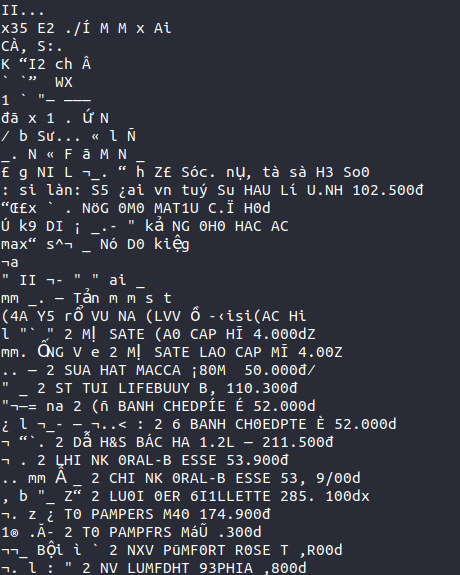 II...
x35 E2 ./Í M M x Ai
CÀ, S:.
K “I2 ch Â
` `” WX
1 ` "— ———
đã x 1 . Ứ N
/ b Sư... « l Ñ
_. N « F ã M N _
£ g NI L ¬_. “ h Z£ Sóc. nỤ, tà sà H3 So0
: si làn: S5 ¿ai vn tuý Su HAU Lí U.NH 102.500đ
“Œ£x ` . NöG 0M0 MAT1U C.Ï H0d
Ú k9 DI ¡ _.- " kả NG 0H0 HAC AC
max“ s^¬ _ Nó D0 kiệg
¬a
" II ¬- " " ai _
mm _. — Tản m m s t
(4A Y5 rổ VU NA (LVV Ồ -‹isi(AC Hi
l "` " 2 MỊ SATE (A0 CAP HĨ 4.000dZ
mm. ỐNG V e 2 MỊ SATE LAO CAP MĨ 4.00Z
.. — 2 SUA HAT MACCA ¡80M 50.000đ/
" _ 2 ST TUI LIFEBUUY B, 110.300đ
"¬—= na 2 (ñ BANH CHEDPÍE É 52.000d
¿ l ¬_- — ¬..< : 2 6 BANH CH0EDPTE È 52.000d
¬ “`. 2 Dẫ H&S BÁC HA 1.2L — 211.500đ
¬ . 2 LHI NK 0RAL-B ESSE 53.900đ
.. mm Ẫ _ 2 CHI NK 0RAL-B ESSE 53, 9/00d
, b "_ Z“ 2 LU0I 0ER 6I1LLETTE 285. 100dx
¬. z ¿ T0 PAMPERS M40 174.900đ
1® .Ă- 2 T0 PAMPFRS MáŨ .300d
¬¬_ Bội ì ` 2 NXV PũMF0RT R0SE T ,R00d
¬. l : " 2 NV LUMFDHT 93PHIA ,800d